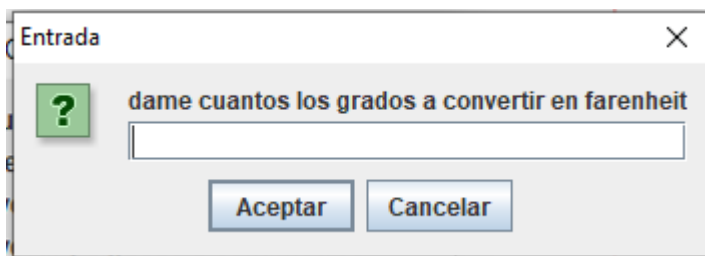 Entrada
dame cuantos los grados a convertir en farenheit
Aceptar
Cancelar